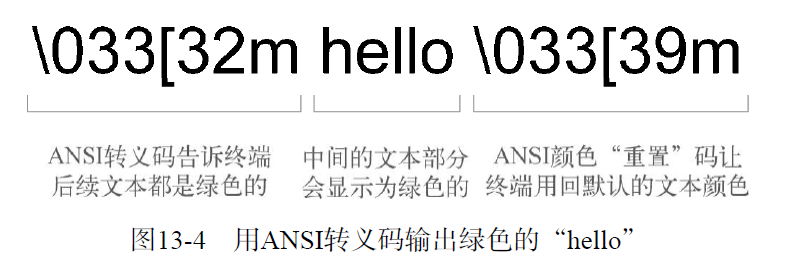 \033[32m hello \033[39m
ANSI转义码告诉终端 中间的文本部分 ANSI颜色“重置”码让
后续文本都是绿色的 会显示为绿色的 终端用回默认的文本颜色
图13-4 用ANSI转义码输出绿色的“hello”